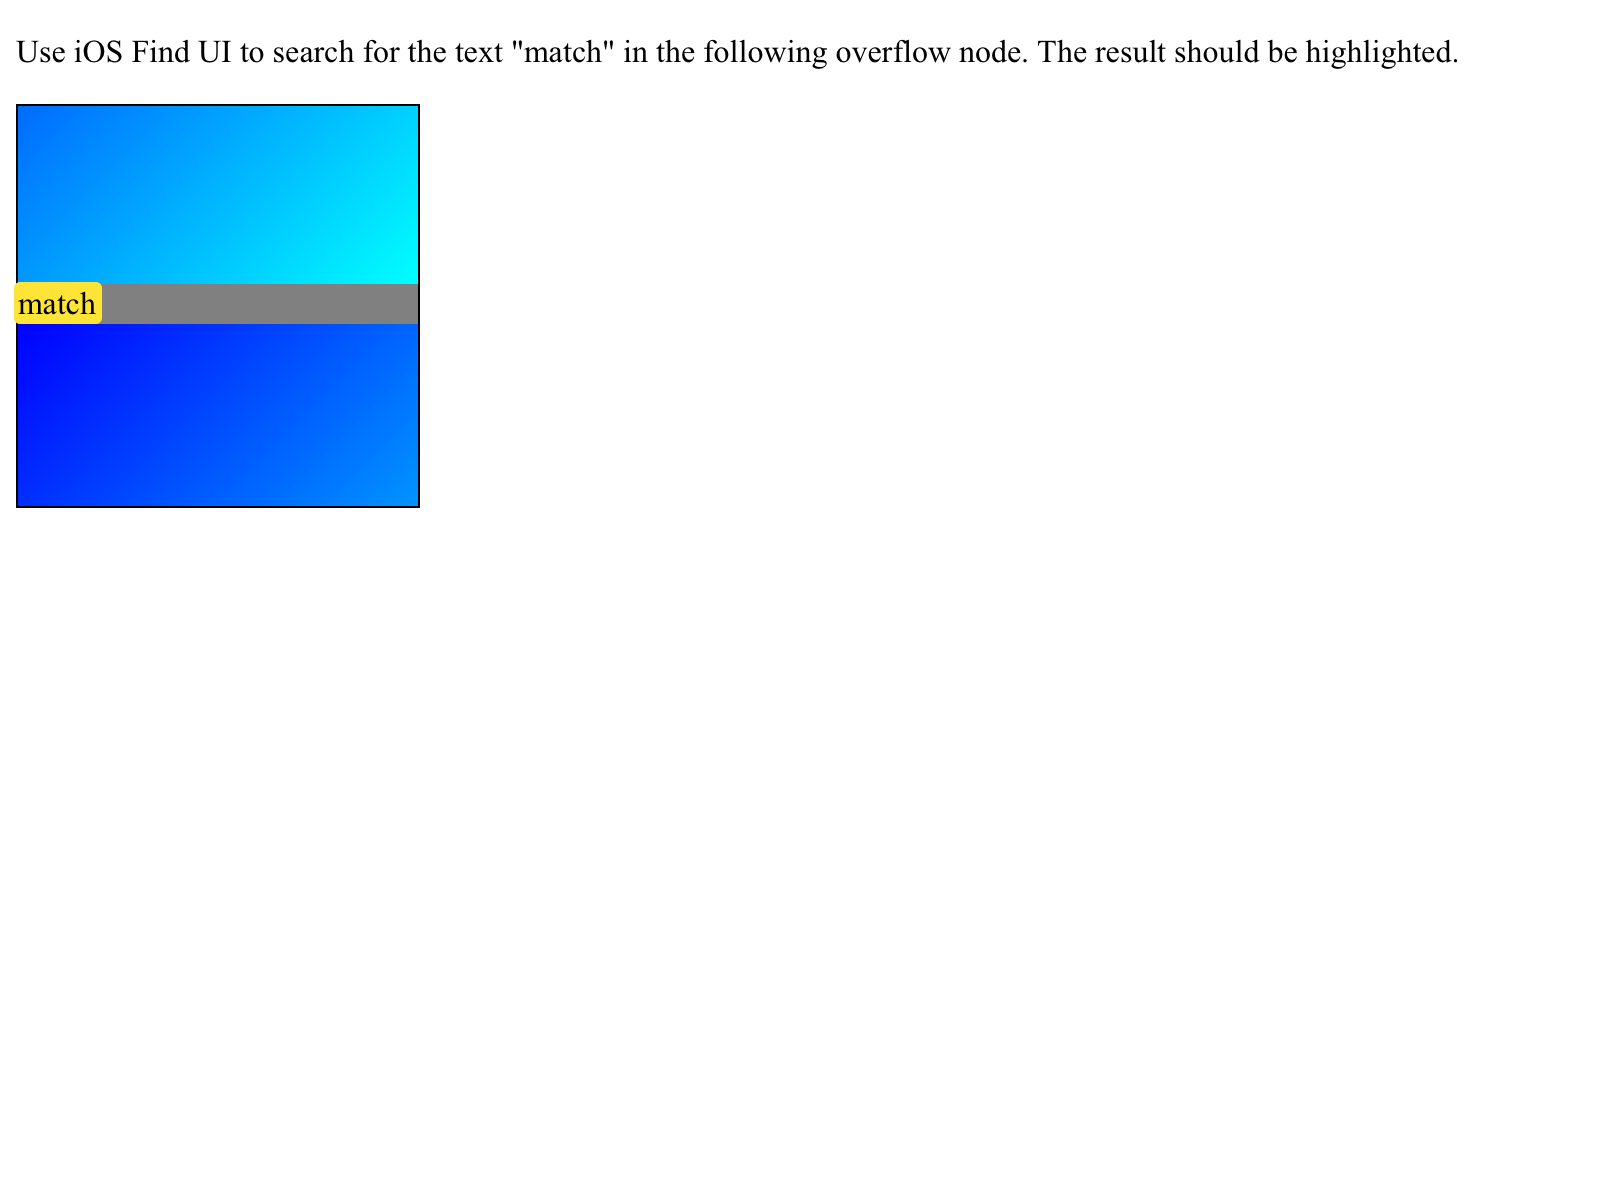 Use iOS Find UI to search for the text "match" in the following overflow node. The result should be highlighted.
match